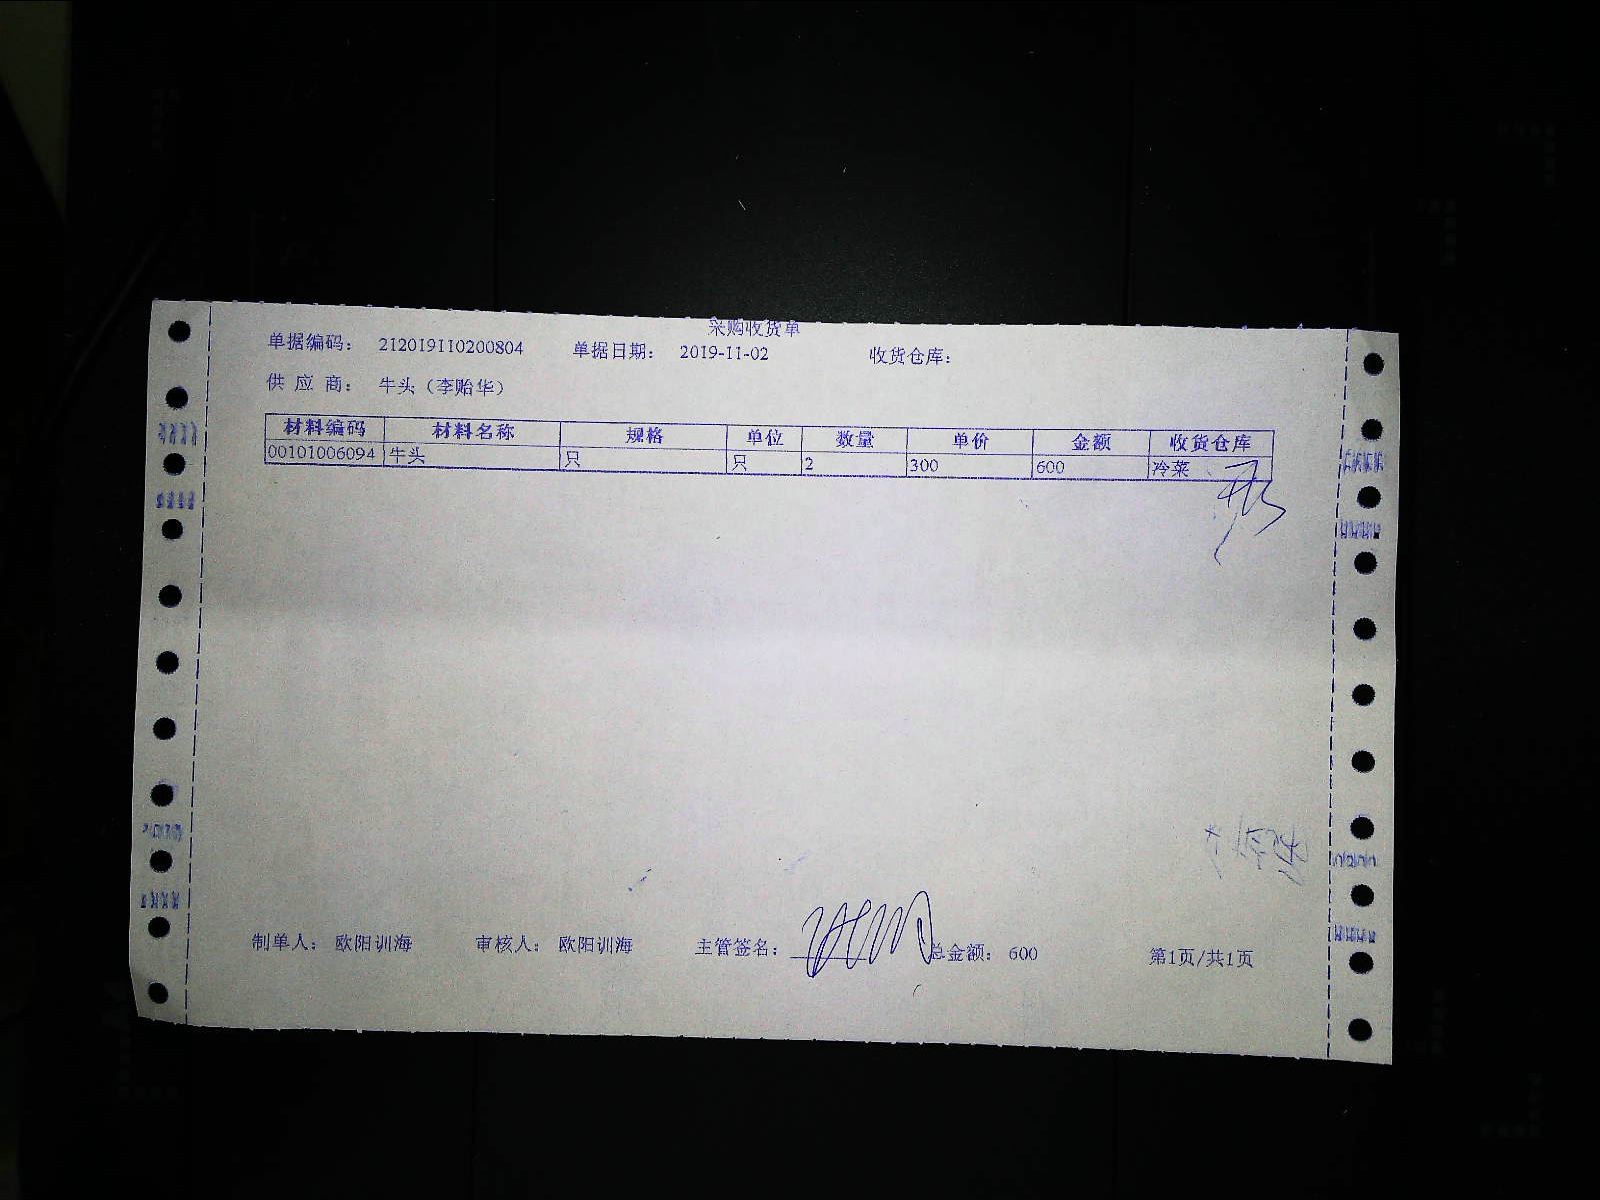 采购收货单
单据编码： 212019110200804 单据日期： 2019-11-02 收货仓库：
供 应 商： 牛头（李贻华）
材料编码 材料名称 规格 单位 数量 单价 金额 收货仓库
00101006094 牛头 只 只 2 300 600 冷菜
制单人： 欧阳训海 审核人： 欧阳训海 主管签名： 总金额： 600 第1页/共1页